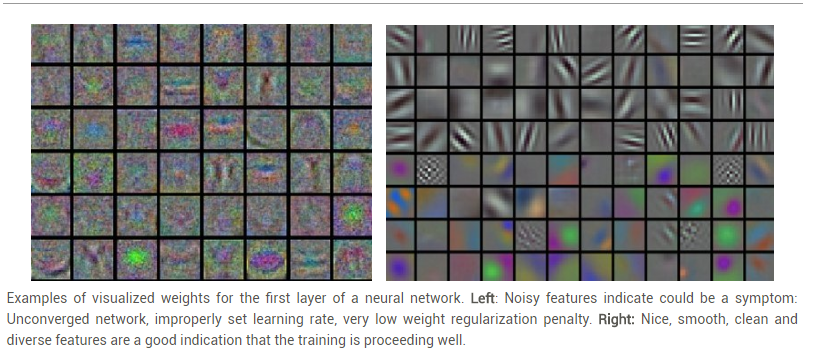 Examples of visualized weights for the first layer of a neural network. Left: Noisy features indicate could be a symptom:
Unconverged network, improperly set learning rate, very low weight regularization penalty. Right: Nice, smooth, clean and
diverse features are a good indication that the training is proceeding well.